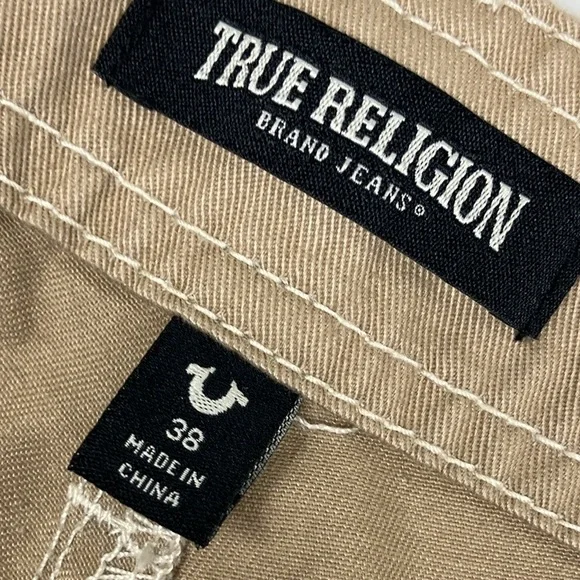 TRUE RELIGION
BRAND JEANS®
38
MADE IN
CHINA